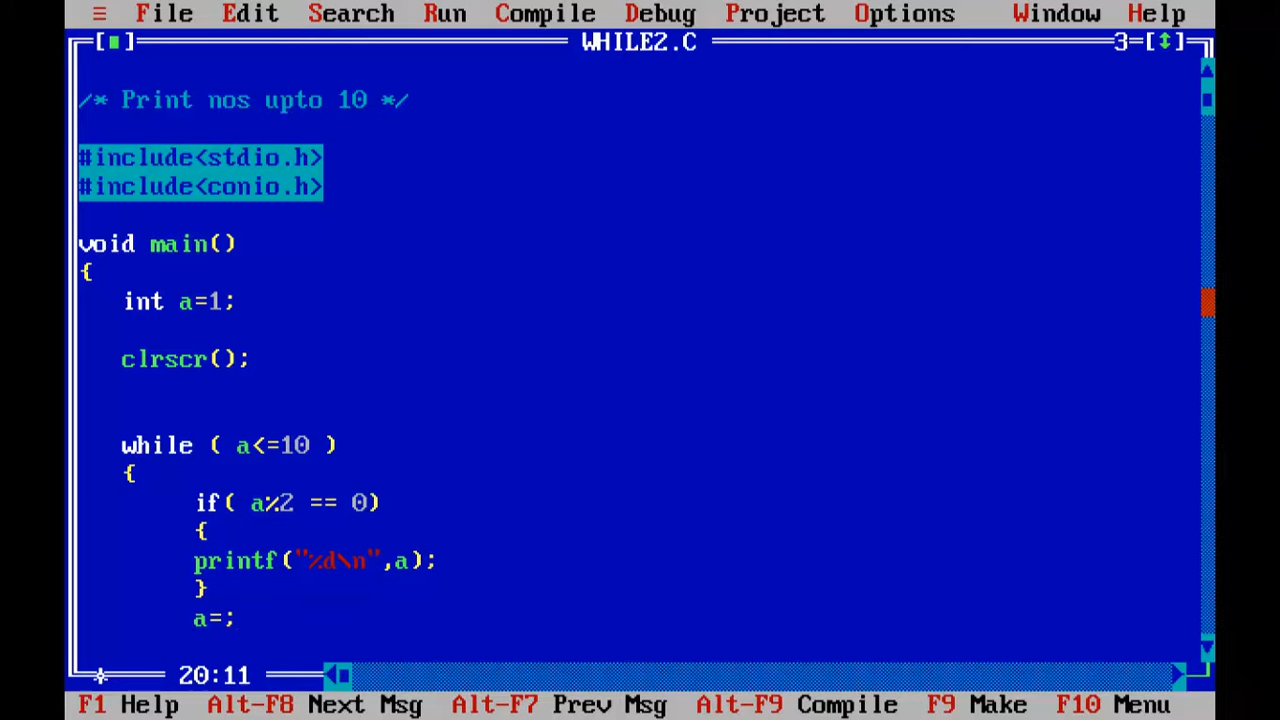 ≡ File Edit Search Run Compile Debug Project Options Window Help
[■] WHILE2.C 3=[↕]
/* Print nos upto 10 */
#include<stdio.h>
#include<conio.h>
void main()
{
int a=1;
clrscr();
while ( a<=10 )
{
if( a%2 == 0)
{
printf("%d\n",a);
}
a=;
* 20:11
F1 Help Alt-F8 Next Msg Alt-F7 Prev Msg Alt-F9 Compile F9 Make F10 Menu